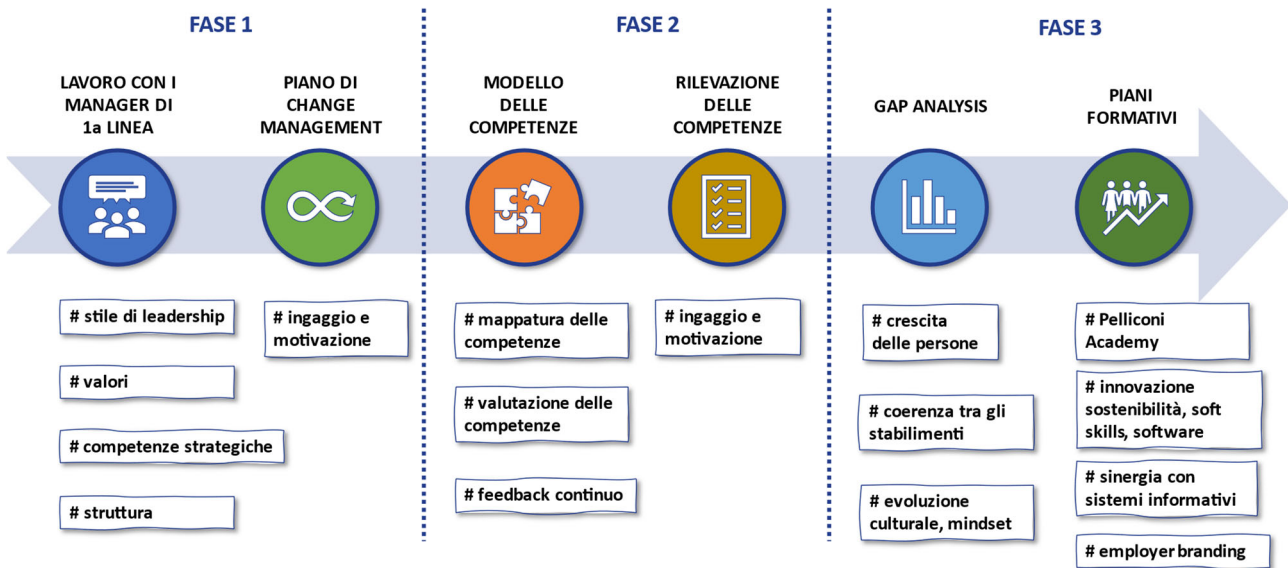 FASE 1
LAVORO CON I
MANAGER DI
1a LINEA
PIANO DI
CHANGE
MANAGEMENT
# stile di leadership
# valori
# competenze strategiche
# struttura
# ingaggio e
motivazione
FASE 2
MODELLO
DELLE
COMPETENZE
RILEVAZIONE
DELLE
COMPETENZE
# mappatura delle
competenze
# valutazione delle
competenze
# feedback continuo
# ingaggio e
motivazione
FASE 3
GAP ANALYSIS
PIANI
FORMATIVI
# crescita
delle persone
# coerenza tra gli
stabilimenti
# evoluzione
culturale, mindset
# Pelliconi
Academy
# innovazione
sostenibilità, soft
skills, software
# sinergia con
sistemi informativi
# employer branding